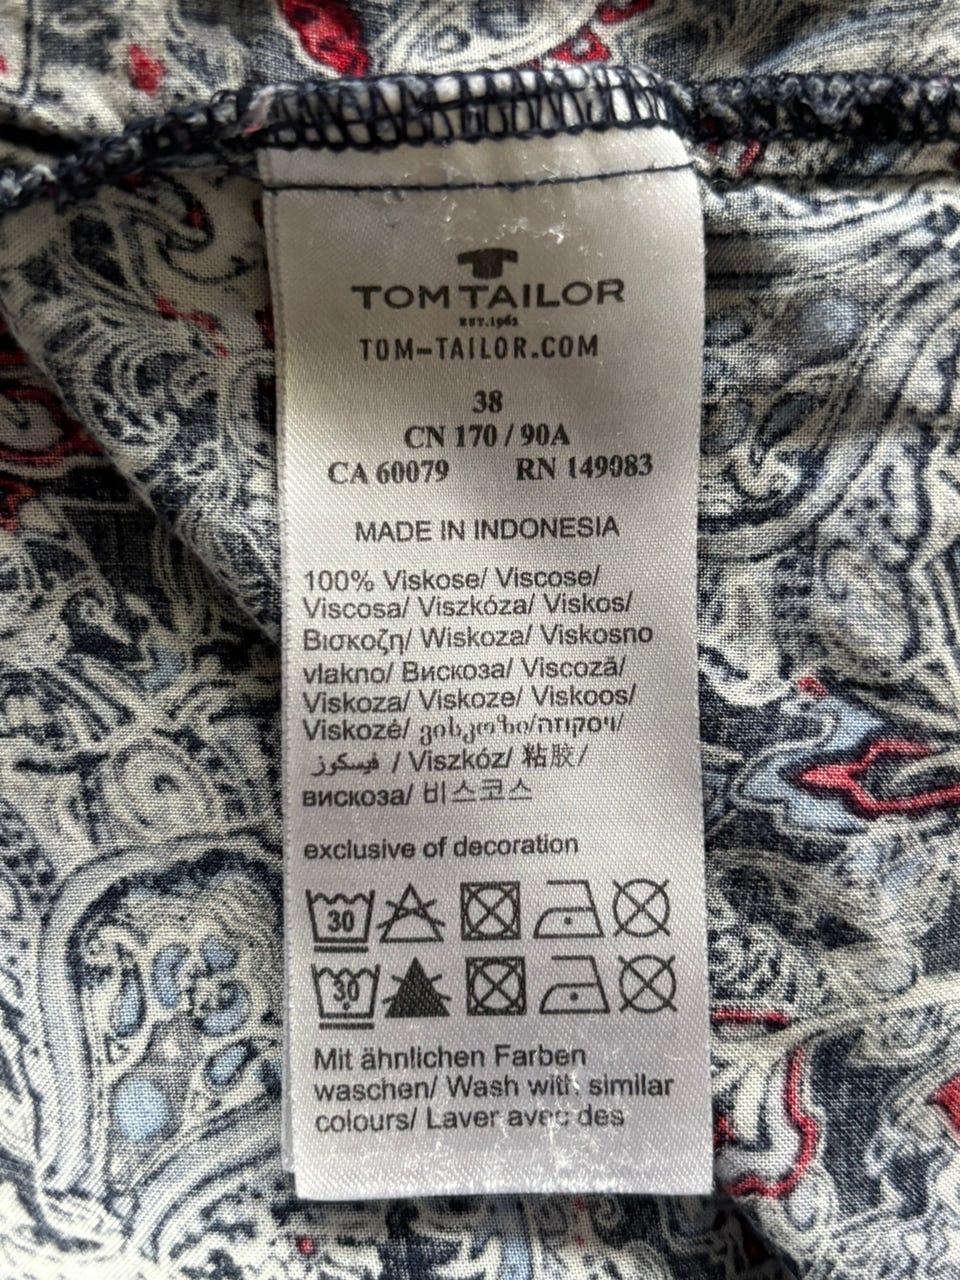 TOM TAILOR
EST.1962
TOM-TAILOR.COM
38
CN 170 / 90A
CA 60079 RN 149083
MADE IN INDONESIA
100% Viskose/ Viscose/
Viscosa/ Viszkóza/ Viskos/
Βισκοζη/ Wiskoza/ Viskosno
vlakno/ Вискоза/ Viscoză/
Viskoza/ Viskoze/ Viskoos/
Viskozė/ ვისკოზი/ויסקוזה/
فيسكوز / Viszkóz/ 粘胶/
вискоза/ 비스코스
exclusive of decoration
30
30
Mit ähnlichen Farben
waschen/ Wash with similar
colours/ Laver avec des